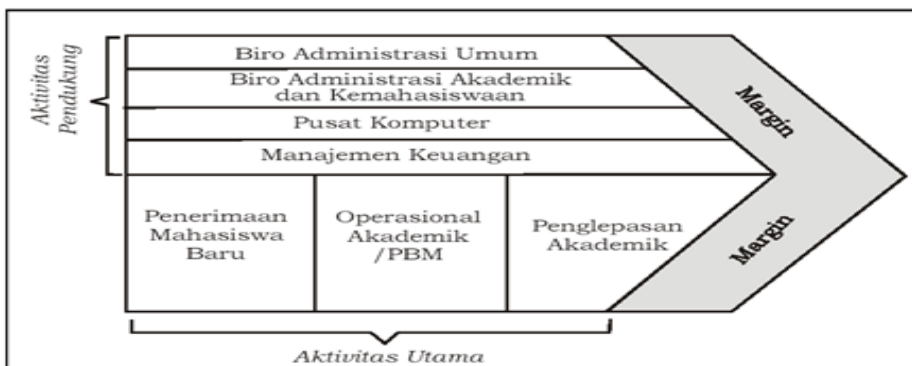 Aktivitas
Pendukung
Biro Administrasi Umum
Biro Administrasi Akademik
dan Kemahasiswaan
Pusat Komputer
Manajemen Keuangan
Margin
Penerimaan
Mahasiswa
Baru
Operasional
Akademik
/PBM
Penglepasan
Akademik
Margin
Aktivitas Utama